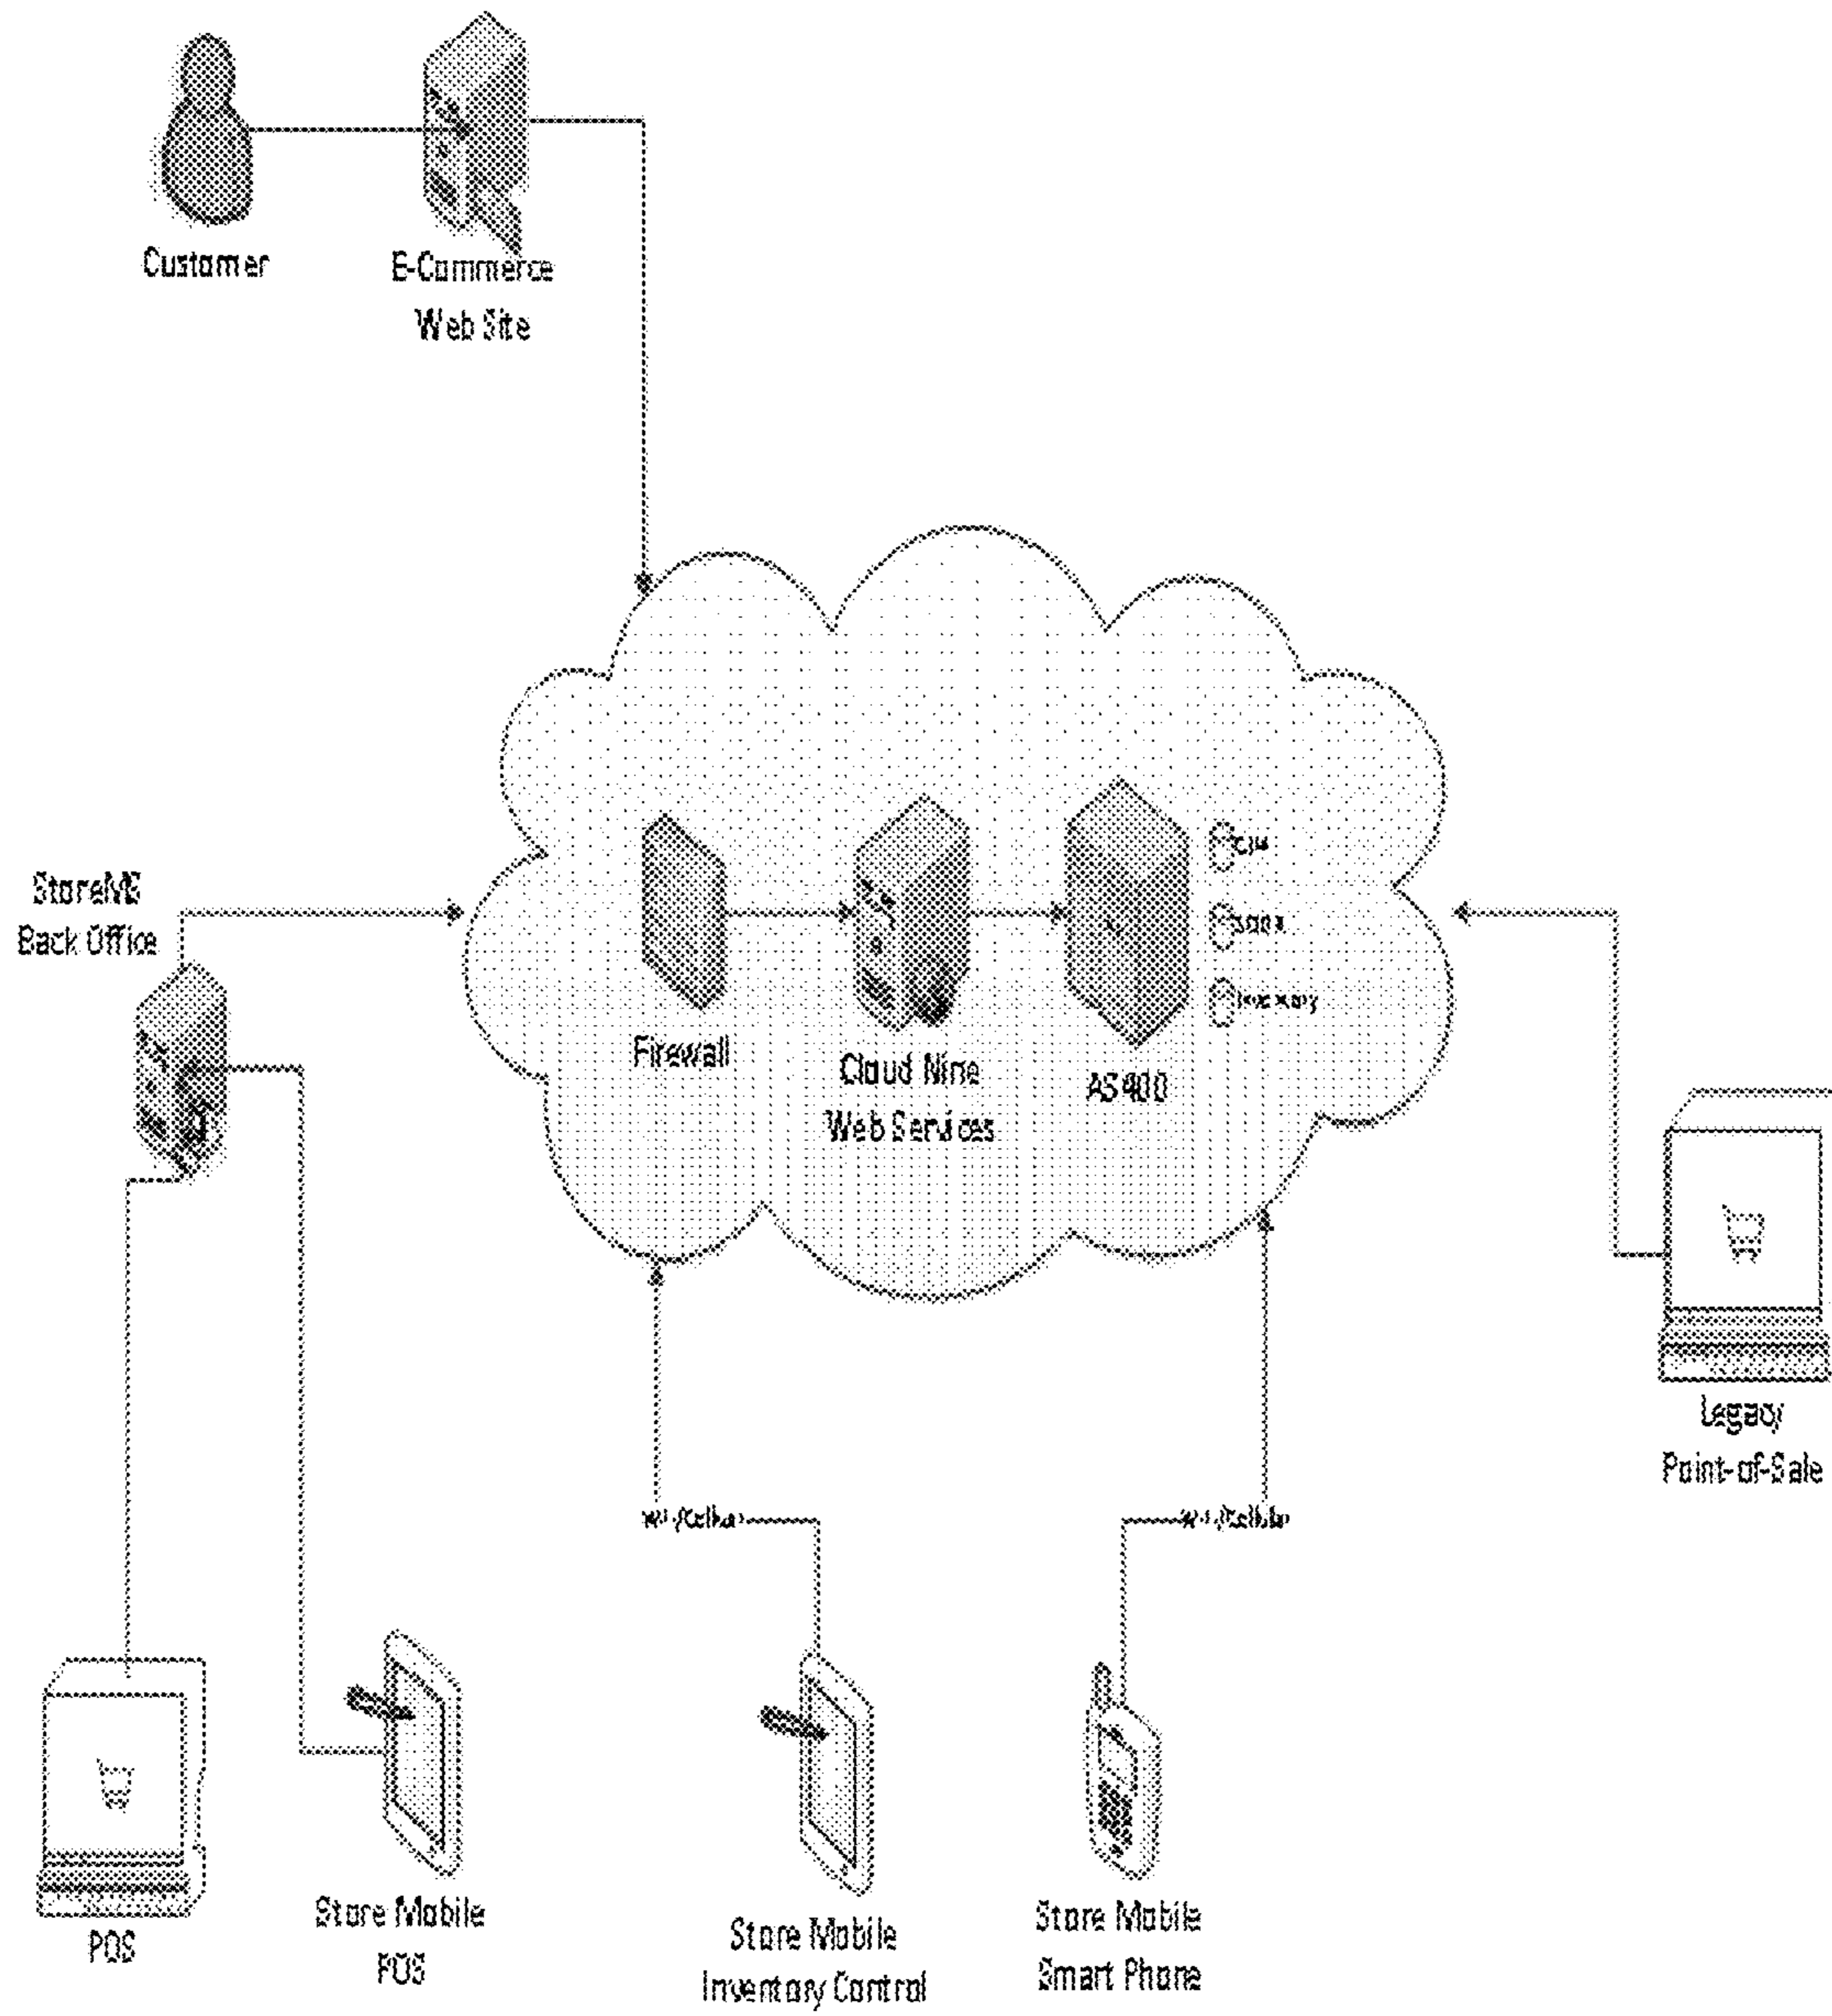 Customer
E-Commerce
Web Site
StoreMS
Back Office
Firewall
Cloud Nine
Web Services
AS400
Legacy
Point-of-Sale
POS
Store Mobile
POS
Store Mobile
Inventory Control
Store Mobile
Smart Phone